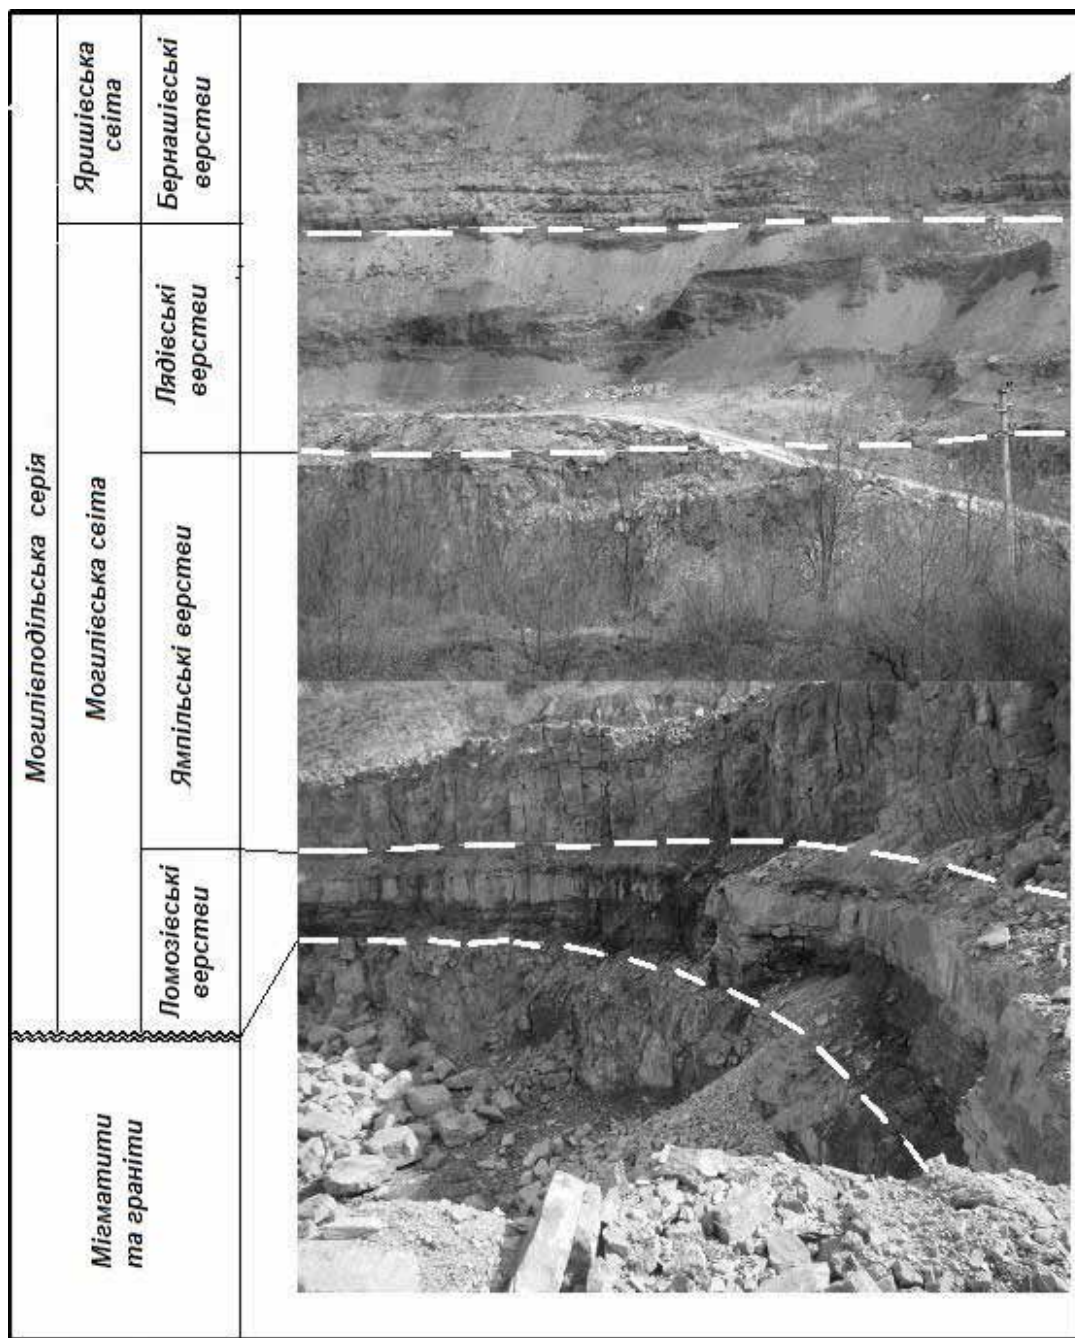 Могилівподільська серія
Яришівська
світа
Могилівська світа
Бернашівські
верстви
Лядівські
верстви
Ямпільські верстви
Ломозівські
верстви
Мігматити
та граніти